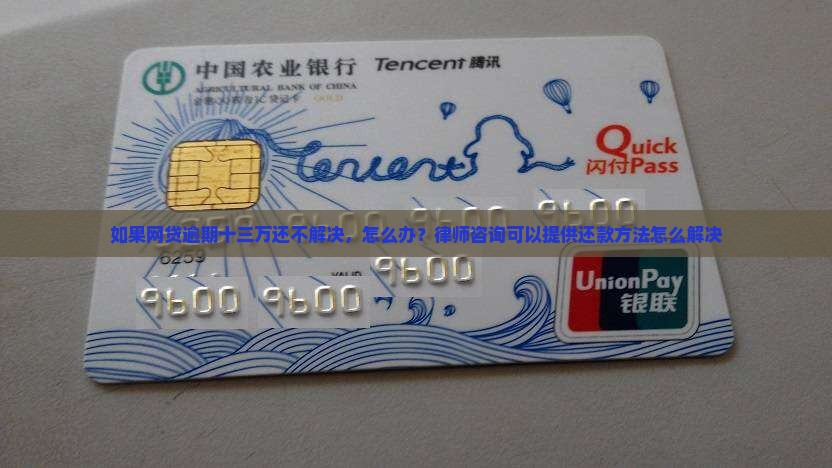 中国农业银行
AGRICULTURAL BANK OF CHINA
GOLD
Tencent 腾讯
Tencent
Quick
闪付Pass
如果网贷逾期十三万还不解决，怎么办？律师咨询可以提供还款方法怎么解决
6259
VALID
9600
9600 9600
UnionPay
银联